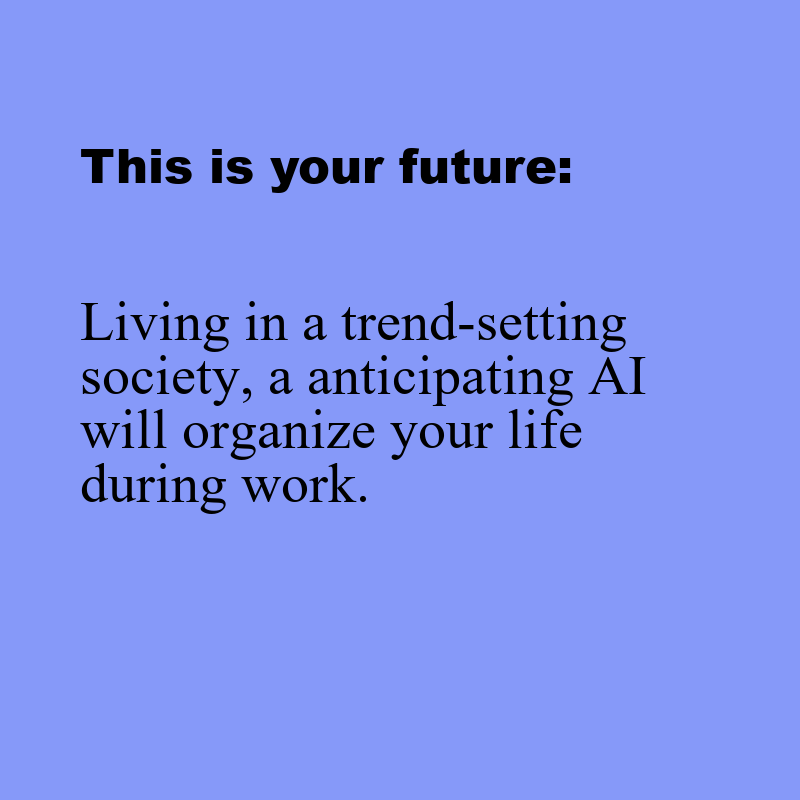 This is your future:
Living in a trend-setting
society, a anticipating AI
will organize your life
during work.